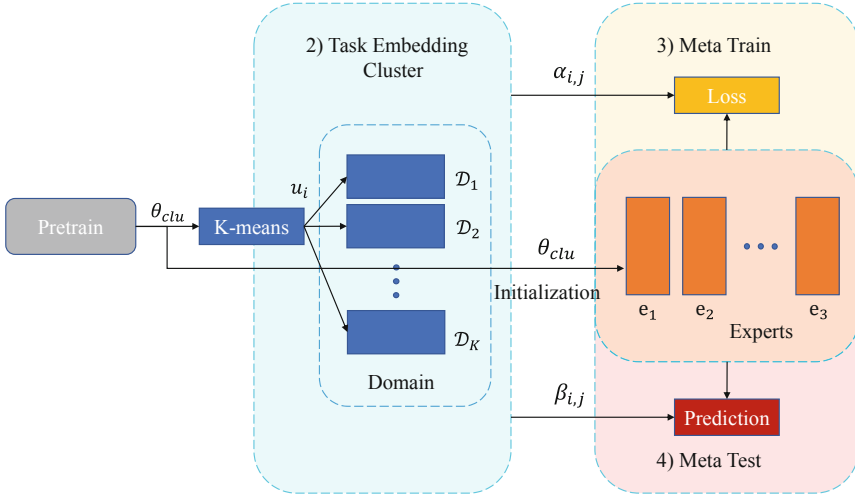 2) Task Embedding
Cluster
3) Meta Train
α_{i,j}
Loss
u_i
𝒟_1
θ_{clu}
Pretrain
K-means
𝒟_2
θ_{clu}
Initialization
e_1
e_2
e_3
Experts
𝒟_K
Domain
β_{i,j}
Prediction
4) Meta Test